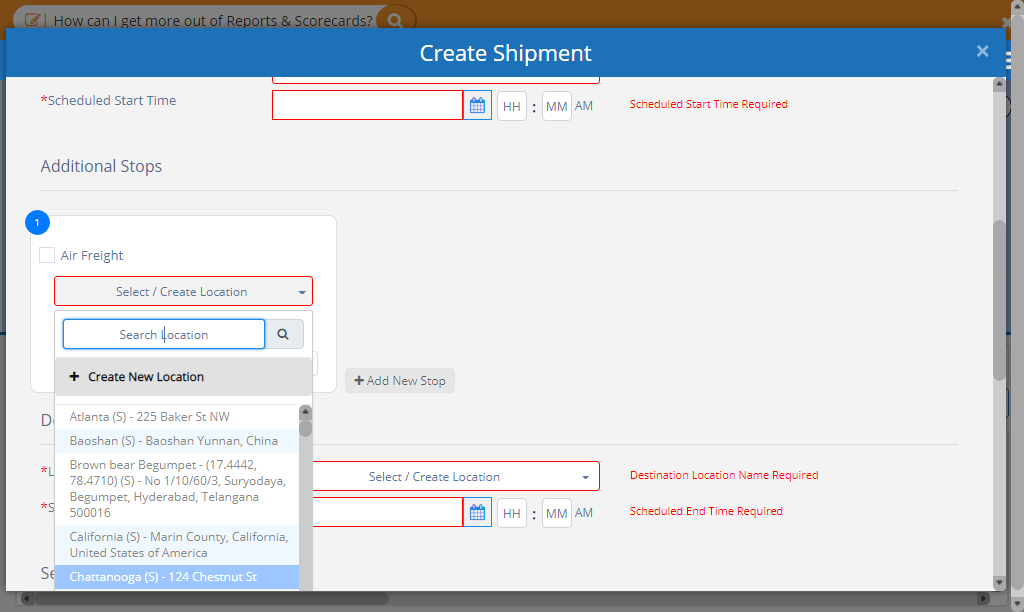 How can I get more out of Reports & Scorecards?
Create Shipment
×
*Scheduled Start Time
HH : MM AM
Scheduled Start Time Required
Additional Stops
1
Air Freight
Select / Create Location
Search Location
+ Create New Location
+ Add New Stop
Atlanta (S) - 225 Baker St NW
Baoshan (S) - Baoshan Yunnan, China
Brown bear Begumpet - (17.4442,
78.4710) (S) - No 1/10/60/3, Suryodaya,
Begumpet, Hyderabad, Telangana
500016
California (S) - Marin County, California,
United States of America
Chattanooga (S) - 124 Chestnut St
*L
Select / Create Location
Destination Location Name Required
*S
HH : MM AM
Scheduled End Time Required
Se